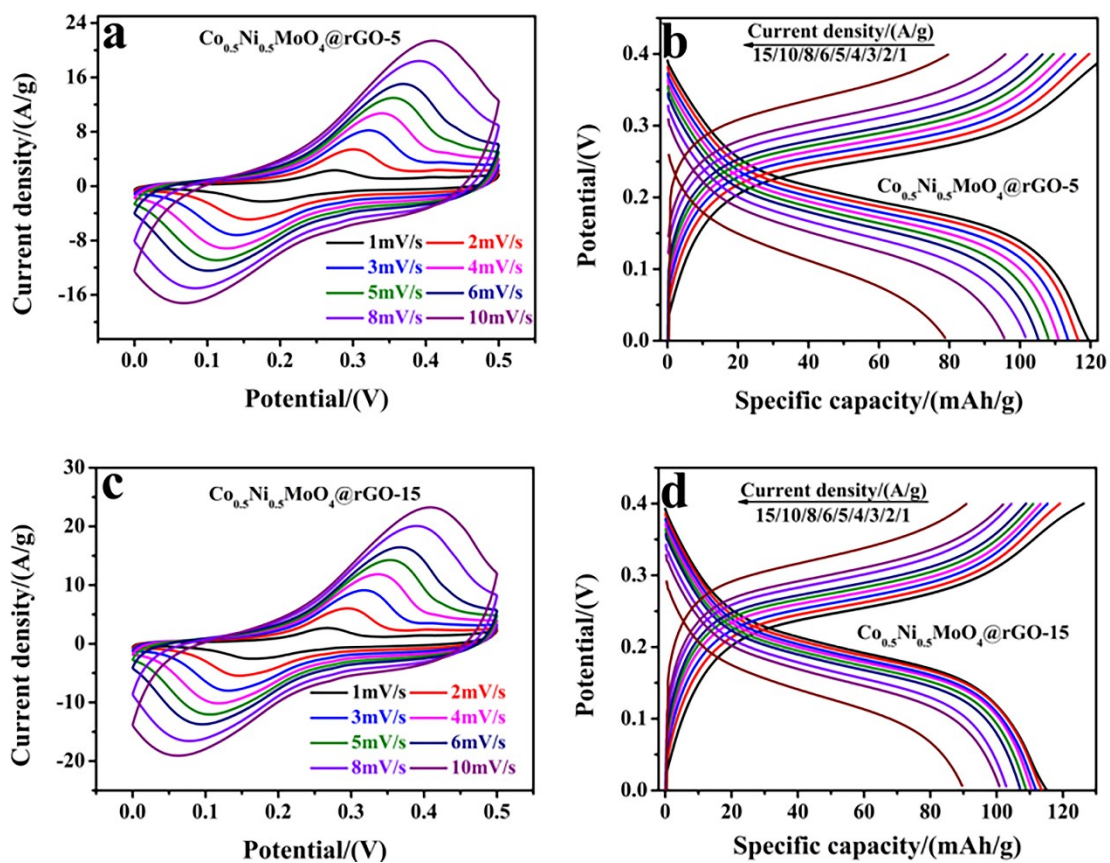 a
Co0.5Ni0.5MoO4@rGO-5
Current density/(A/g)
24
16
8
0
-8
-16
1mV/s 2mV/s
3mV/s 4mV/s
5mV/s 6mV/s
8mV/s 10mV/s
0.0 0.1 0.2 0.3 0.4 0.5
Potential/(V)
b
Current density/(A/g)
15/10/8/6/5/4/3/2/1
Co0.5Ni0.5MoO4@rGO-5
Potential/(V)
0.4
0.3
0.2
0.1
0.0
0 20 40 60 80 100 120
Specific capacity/(mAh/g)
c
Co0.5Ni0.5MoO4@rGO-15
Current density/(A/g)
30
20
10
0
-10
-20
1mV/s 2mV/s
3mV/s 4mV/s
5mV/s 6mV/s
8mV/s 10mV/s
0.0 0.1 0.2 0.3 0.4 0.5
Potential/(V)
d
Current density/(A/g)
15/10/8/6/5/4/3/2/1
Co0.5Ni0.5MoO4@rGO-15
Potential/(V)
0.4
0.3
0.2
0.1
0.0
0 20 40 60 80 100 120
Specific capacity/(mAh/g)